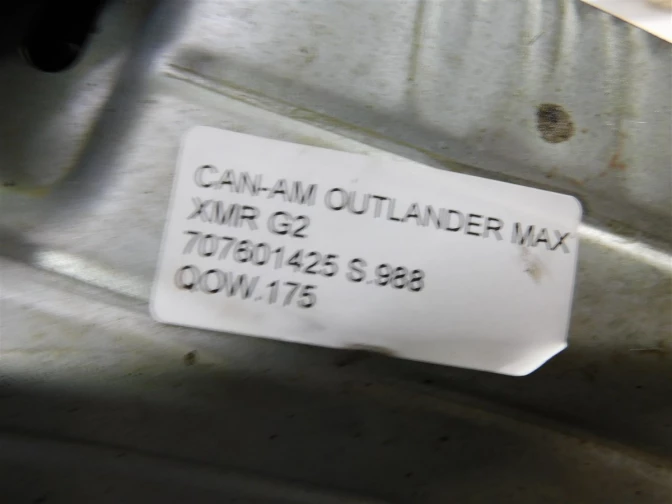 CAN-AM OUTLANDER MAX
XMR G2
707601425 S.988
QOW.175